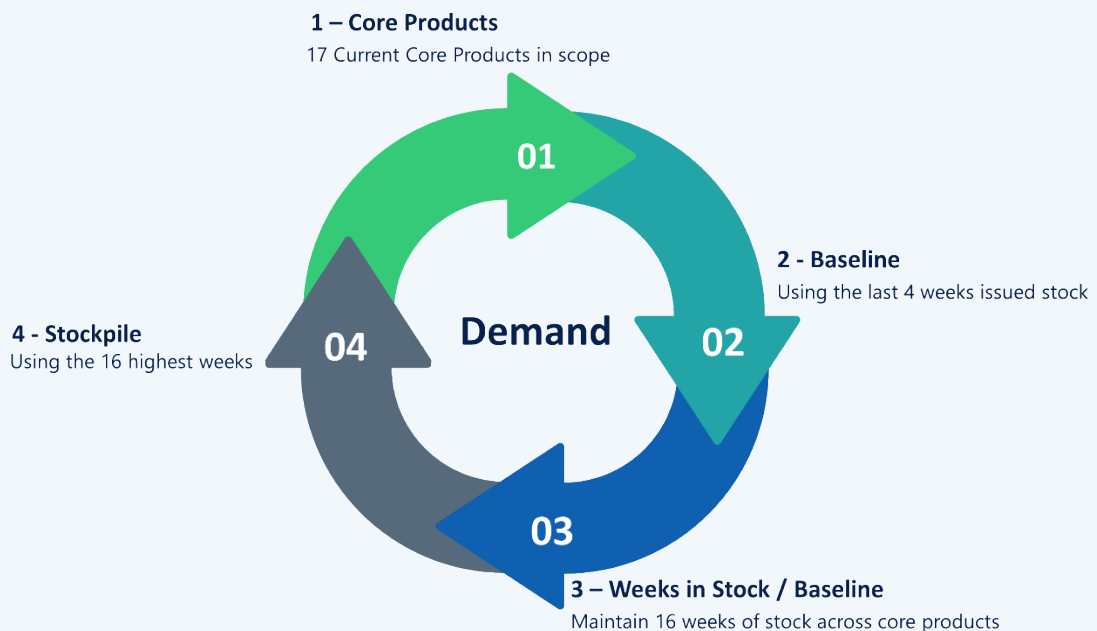 1 – Core Products
17 Current Core Products in scope
01
2 - Baseline
Using the last 4 weeks issued stock
02
Demand
4 - Stockpile
Using the 16 highest weeks
04
03
3 – Weeks in Stock / Baseline
Maintain 16 weeks of stock across core products